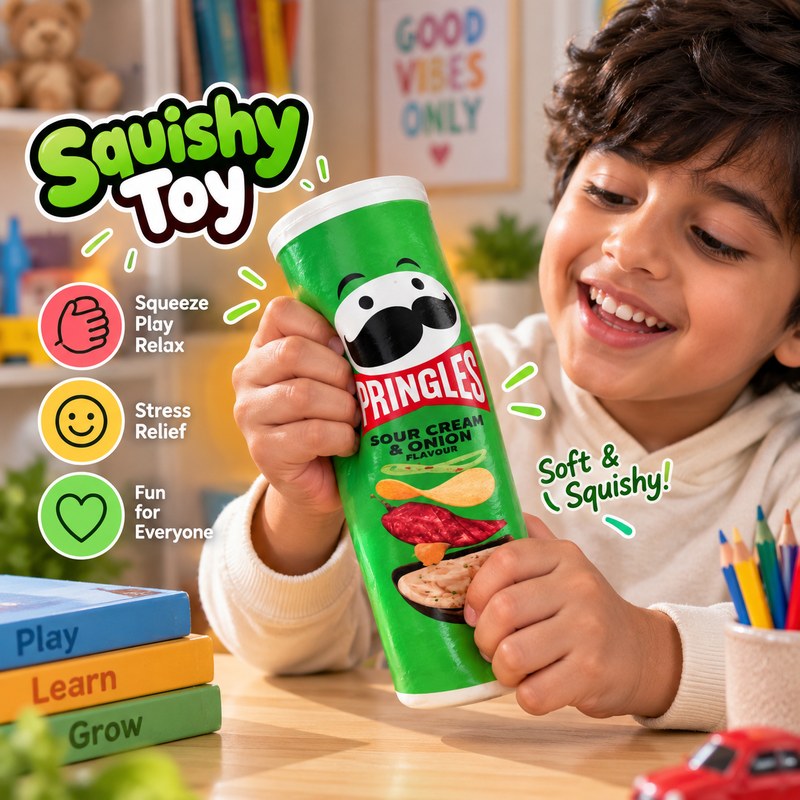 GOOD
VIBES
ONLY
Squishy
Toy
Squeeze
Play
Relax
Stress
Relief
Fun
for
Everyone
PRINGLES
SOUR CREAM
& ONION
FLAVOUR
Soft &
Squishy!
Play
Learn
Grow